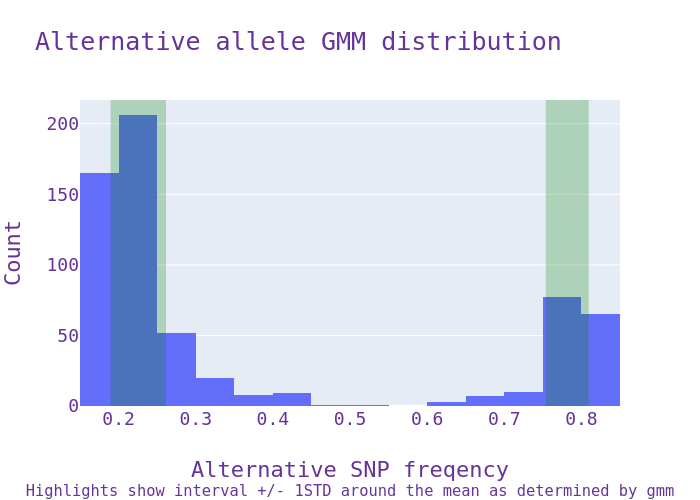 Alternative allele GMM distribution
200
150
100
50
0
Count
0.2 0.3 0.4 0.5 0.6 0.7 0.8
Alternative SNP freqency
Highlights show interval +/- 1STD around the mean as determined by gmm